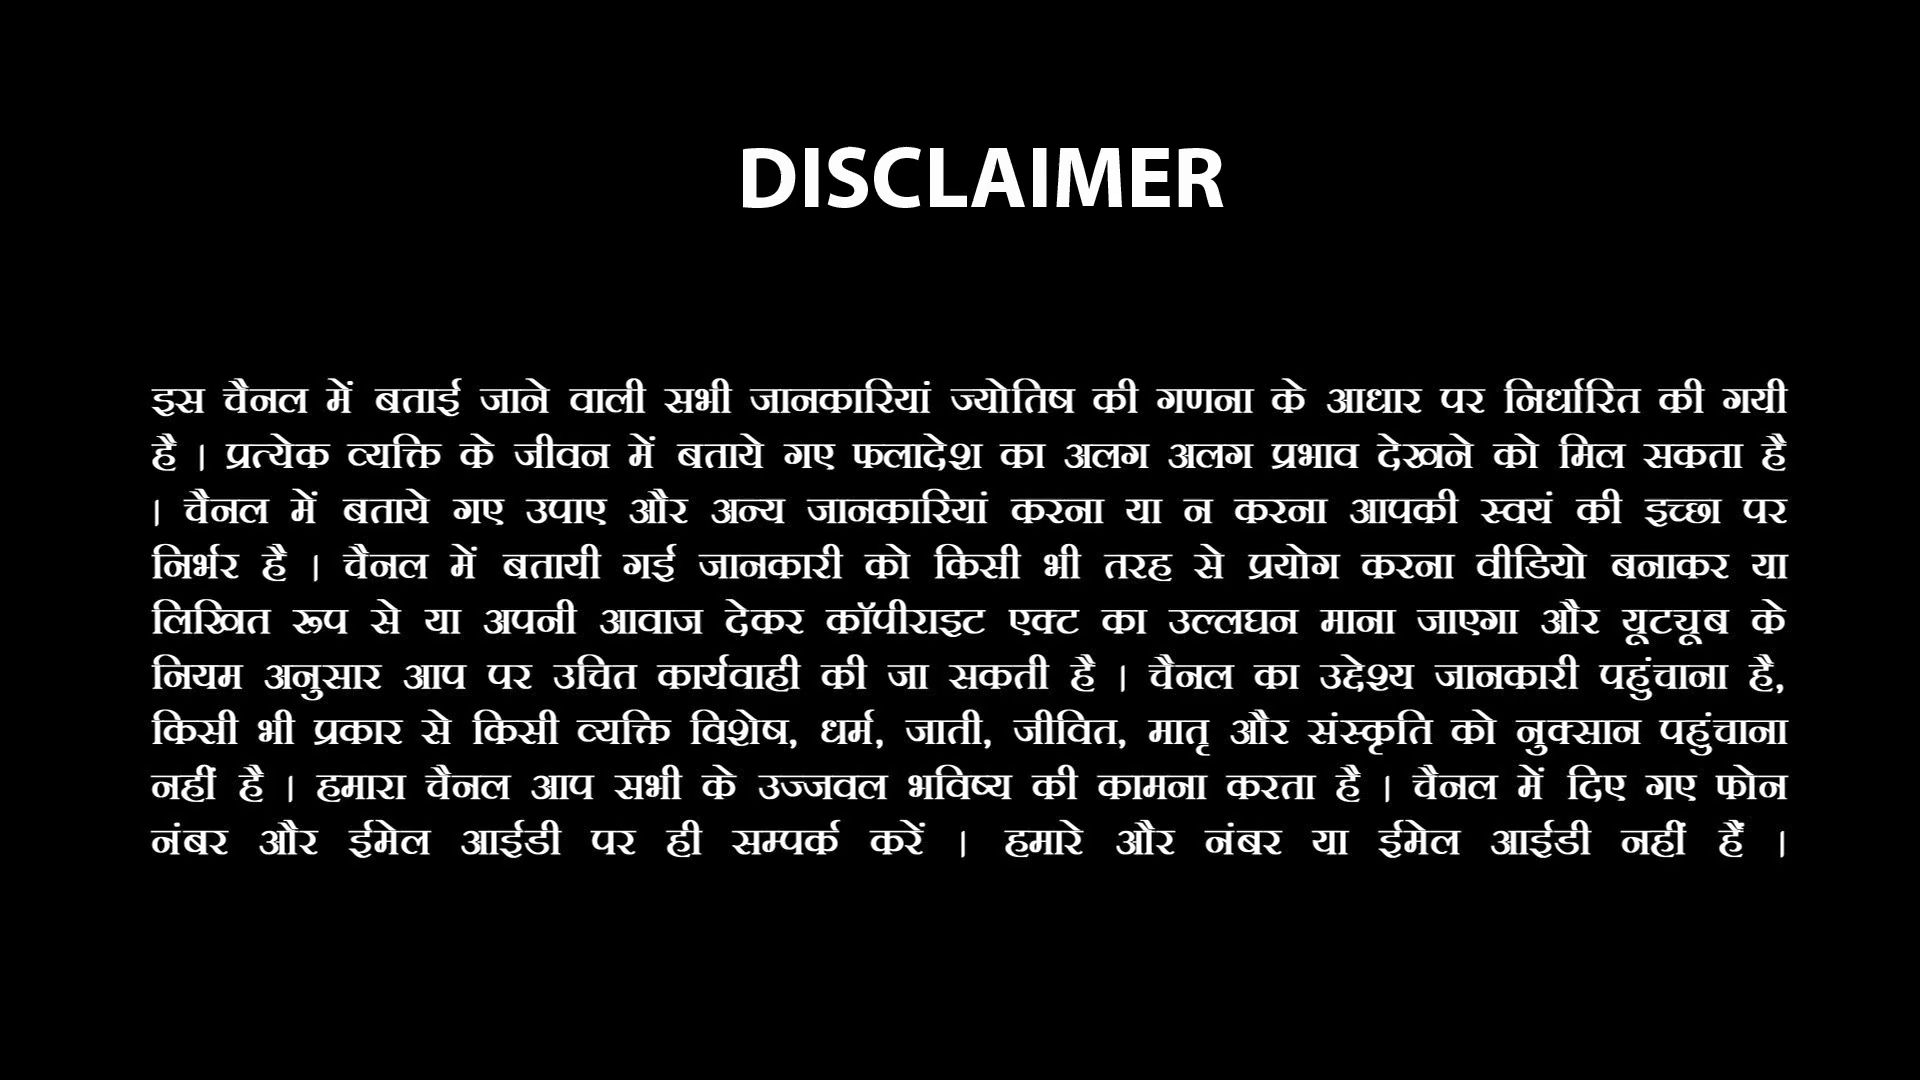 DISCLAIMER
इस चैनल में बताई जाने वाली सभी जानकारियां ज्योतिष की गणना के आधार पर निर्धारित की गयी
है । प्रत्येक व्यक्ति के जीवन में बताये गए फलादेश का अलग अलग प्रभाव देखने को मिल सकता है
। चैनल में बताये गए उपाए और अन्य जानकारियां करना या न करना आपकी स्वयं की इच्छा पर
निर्भर है । चैनल में बतायी गई जानकारी को किसी भी तरह से प्रयोग करना वीडियो बनाकर या
लिखित रूप से या अपनी आवाज देकर कॉपीराइट एक्ट का उल्लघन माना जाएगा और यूट्यूब के
नियम अनुसार आप पर उचित कार्यवाही की जा सकती है । चैनल का उद्देश्य जानकारी पहुंचाना है,
किसी भी प्रकार से किसी व्यक्ति विशेष, धर्म, जाती, जीवित, मातृ और संस्कृति को नुक्सान पहुंचाना
नहीं है । हमारा चैनल आप सभी के उज्जवल भविष्य की कामना करता है । चैनल में दिए गए फोन
नंबर और ईमेल आईडी पर ही सम्पर्क करें । हमारे और नंबर या ईमेल आईडी नहीं हैं ।